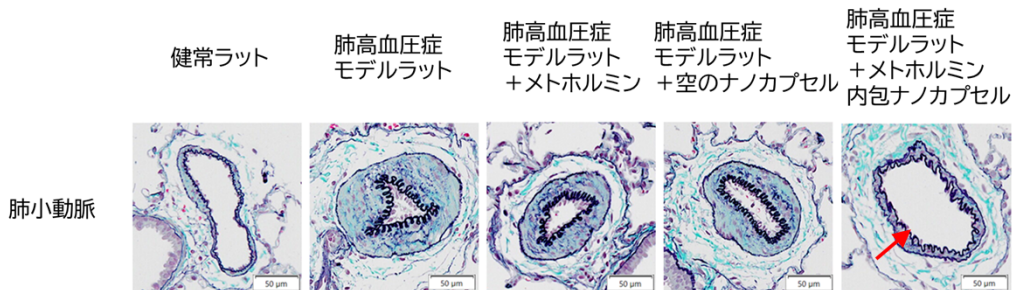 健常ラット
肺高血圧症
モデルラット
肺高血圧症
モデルラット
＋メトホルミン
肺高血圧症
モデルラット
＋空のナノカプセル
肺高血圧症
モデルラット
＋メトホルミン
内包ナノカプセル
肺小動脈
50 μm
50 μm
50 μm
50 μm
50 μm